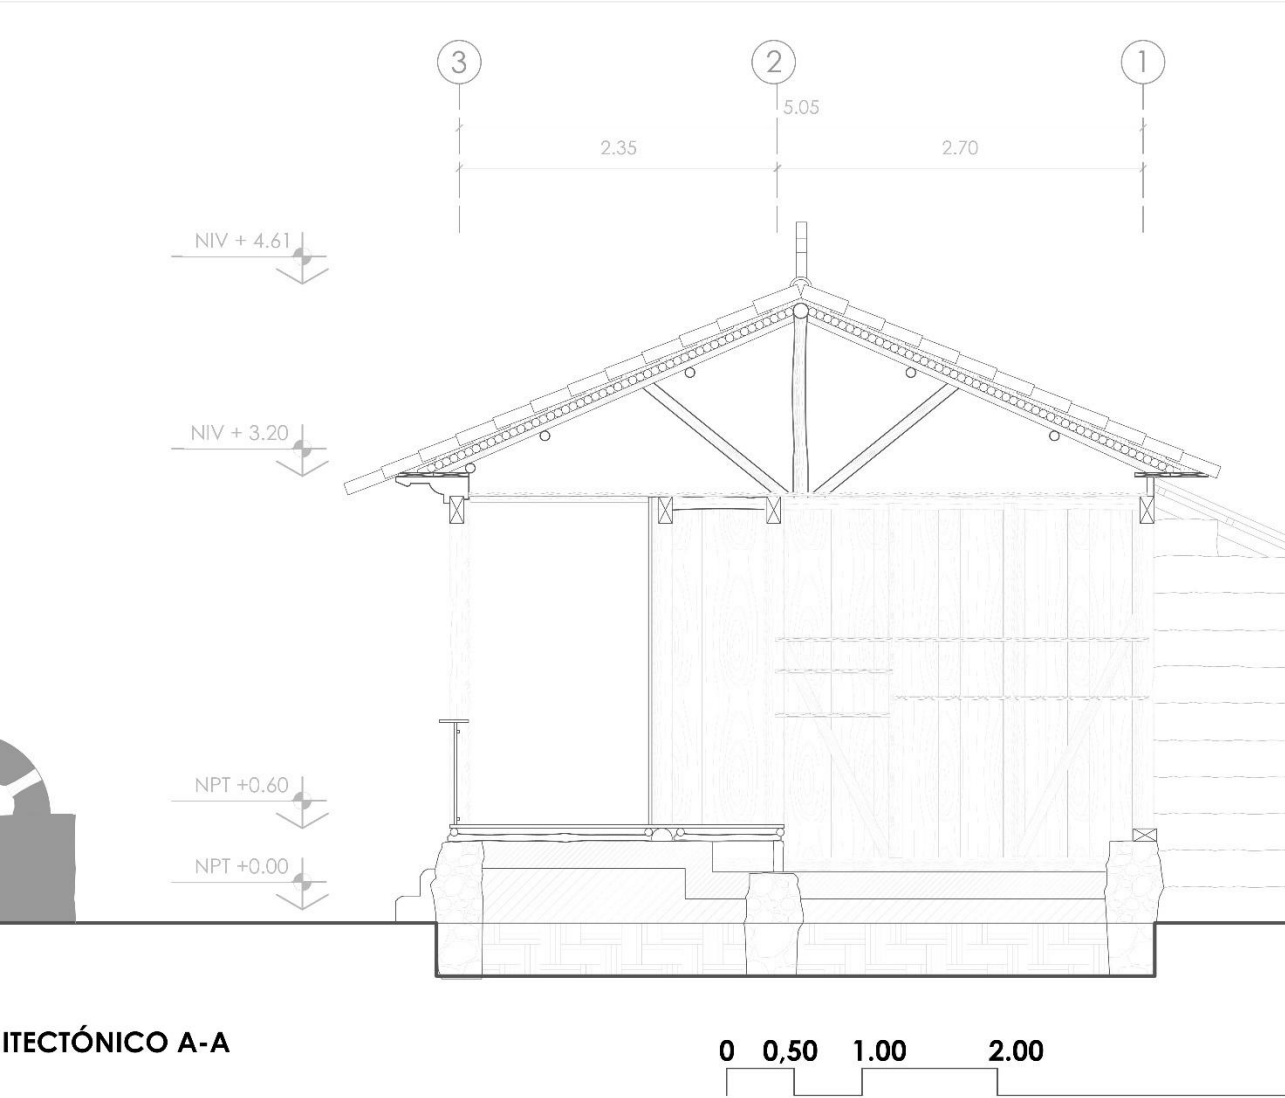 3 2 1
5.05
2.35 2.70
NIV + 4.61
NIV + 3.20
NPT +0.60
NPT +0.00
ITECTÓNICO A-A
0 0,50 1.00 2.00